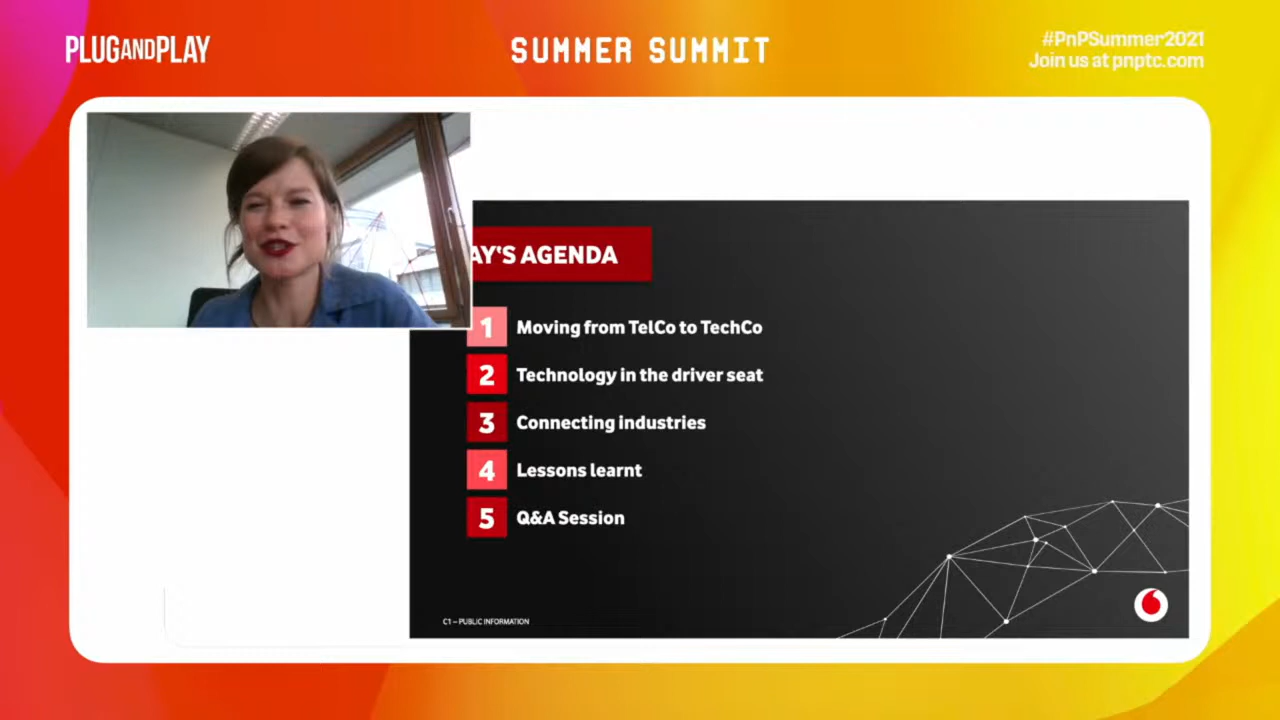 PLUGANDPLAY
SUMMER SUMMIT
#PnPSummer2021
Join us at pnptc.com
AY'S AGENDA
1 Moving from TelCo to TechCo
2 Technology in the driver seat
3 Connecting industries
4 Lessons learnt
5 Q&A Session
C1 – PUBLIC INFORMATION